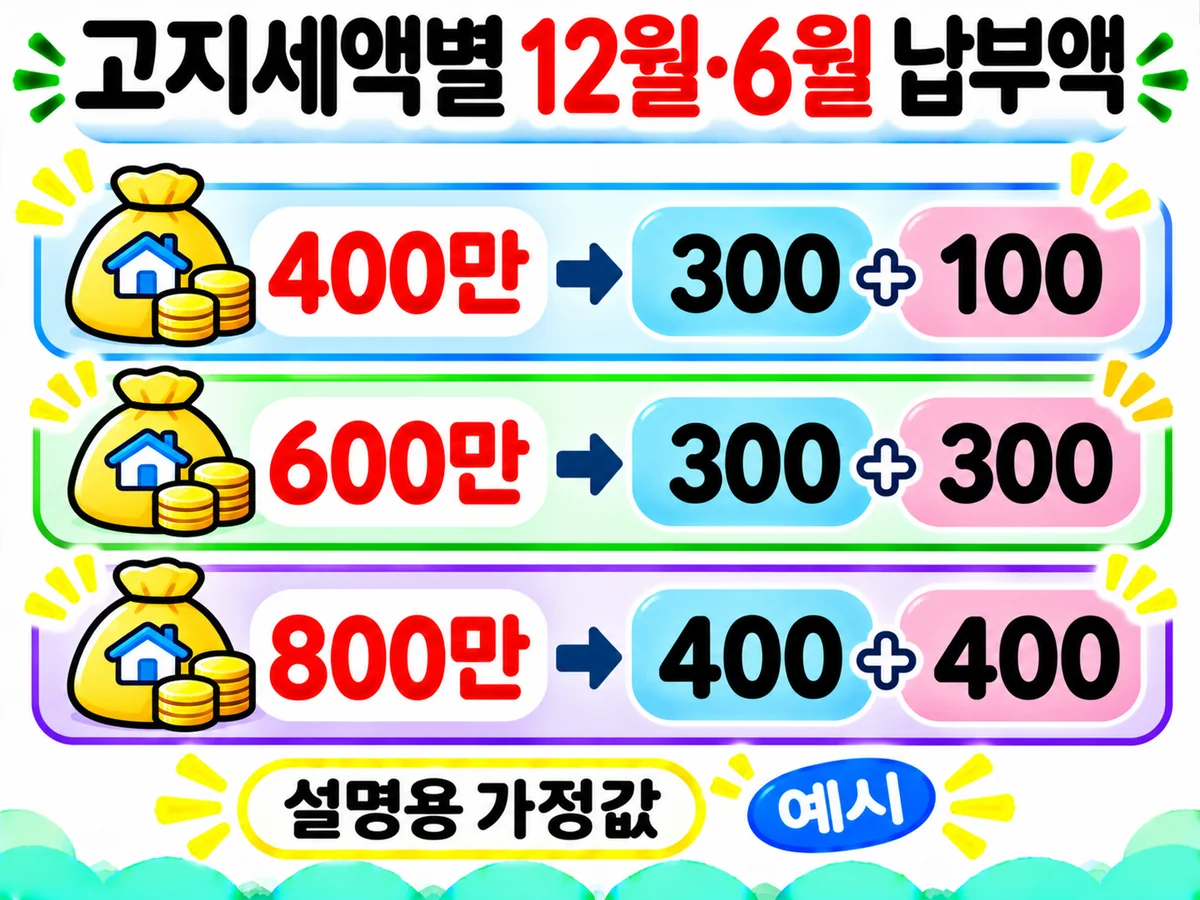 고지세액별 12월·6월 납부액
400만 → 300 + 100
600만 → 300 + 300
800만 → 400 + 400
설명용 가정값 예시